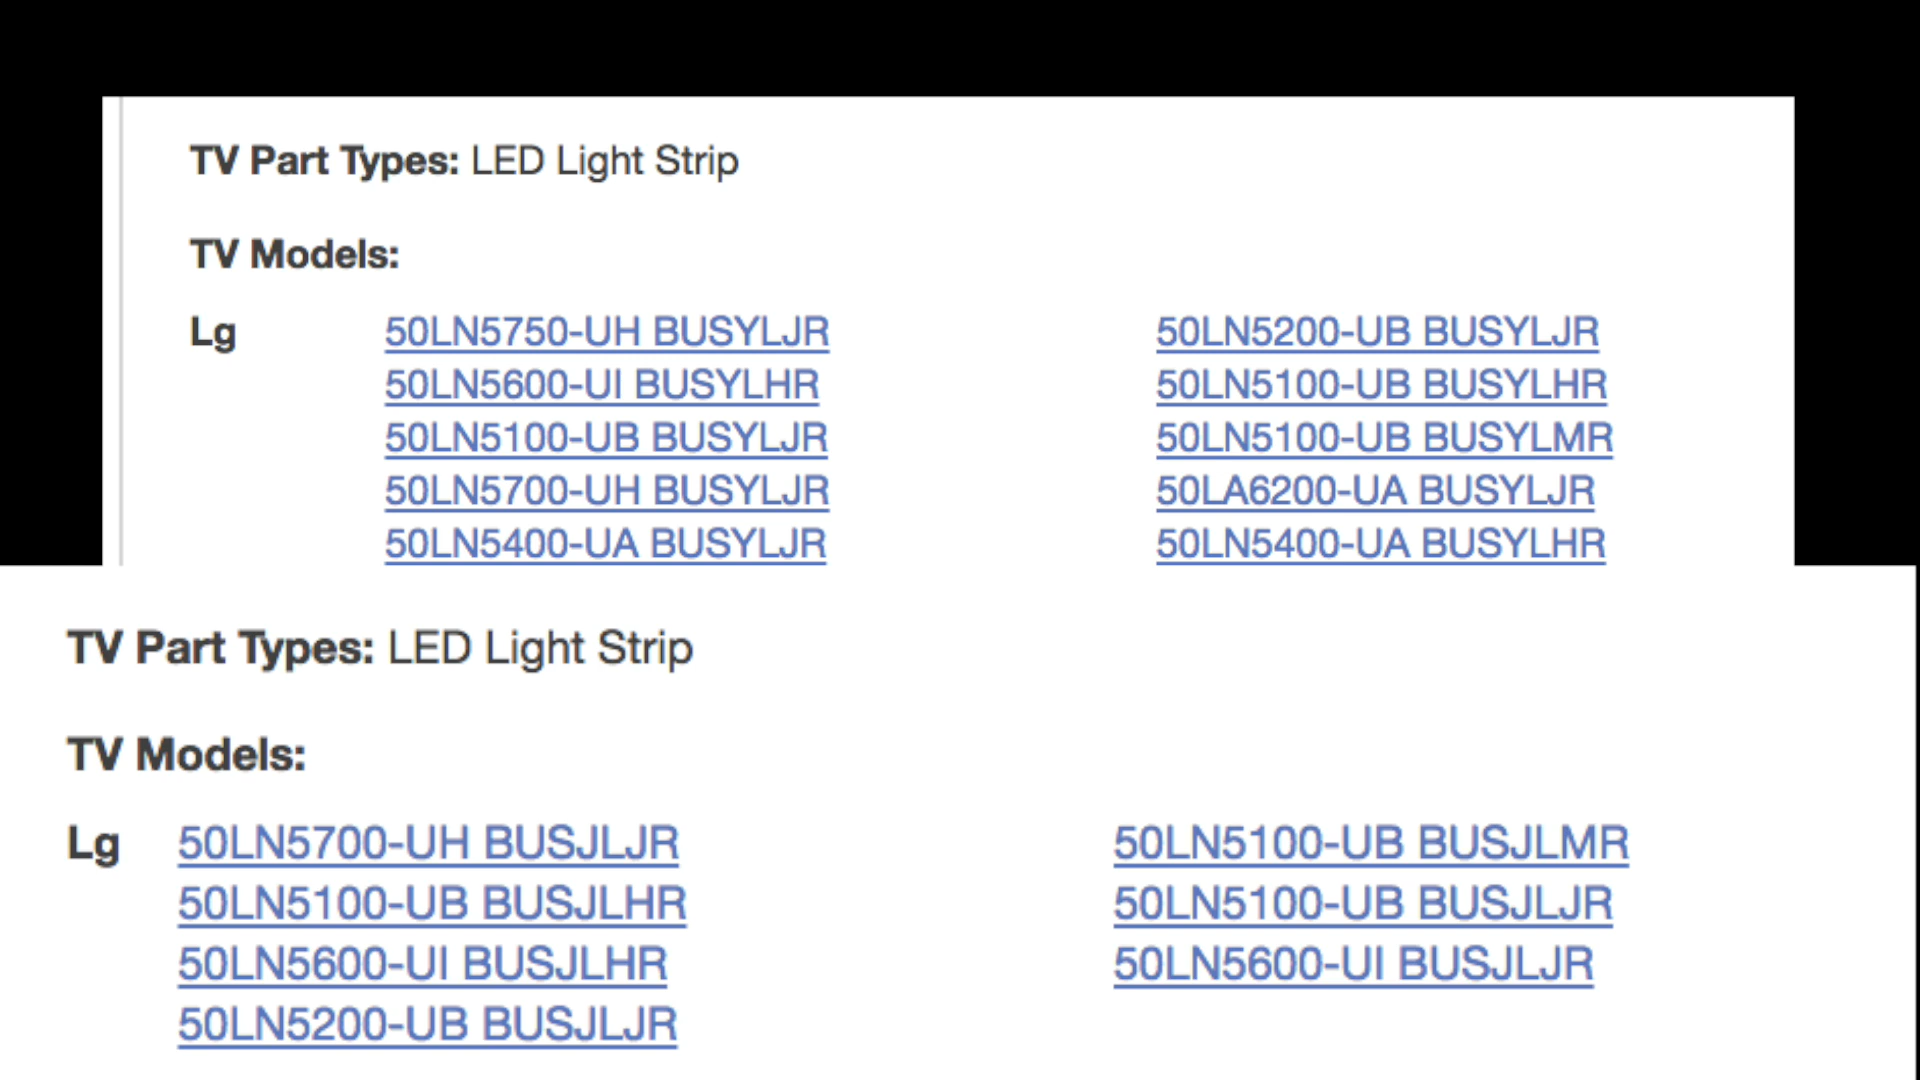 TV Part Types: LED Light Strip
TV Models:
Lg 50LN5750-UH BUSYLJR 50LN5200-UB BUSYLJR
50LN5600-UI BUSYLHR 50LN5100-UB BUSYLHR
50LN5100-UB BUSYLJR 50LN5100-UB BUSYLMR
50LN5700-UH BUSYLJR 50LA6200-UA BUSYLJR
50LN5400-UA BUSYLJR 50LN5400-UA BUSYLHR
TV Part Types: LED Light Strip
TV Models:
Lg 50LN5700-UH BUSJLJR 50LN5100-UB BUSJLMR
50LN5100-UB BUSJLHR 50LN5100-UB BUSJLJR
50LN5600-UI BUSJLHR 50LN5600-UI BUSJLJR
50LN5200-UB BUSJLJR